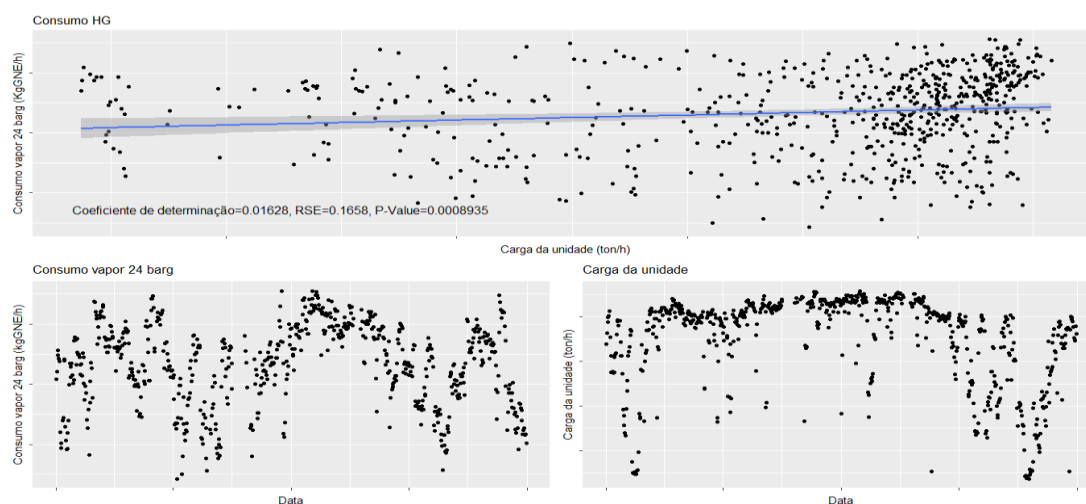 Consumo HG
Consumo vapor 24 barg (KgGNE/h)
Coeficiente de determinação=0.01628, RSE=0.1658, P-Value=0.0008935
Carga da unidade (ton/h)
Consumo vapor 24 barg
Consumo vapor 24 barg (kgGNE/h)
Data
Carga da unidade
Carga da unidade (ton/h)
Data